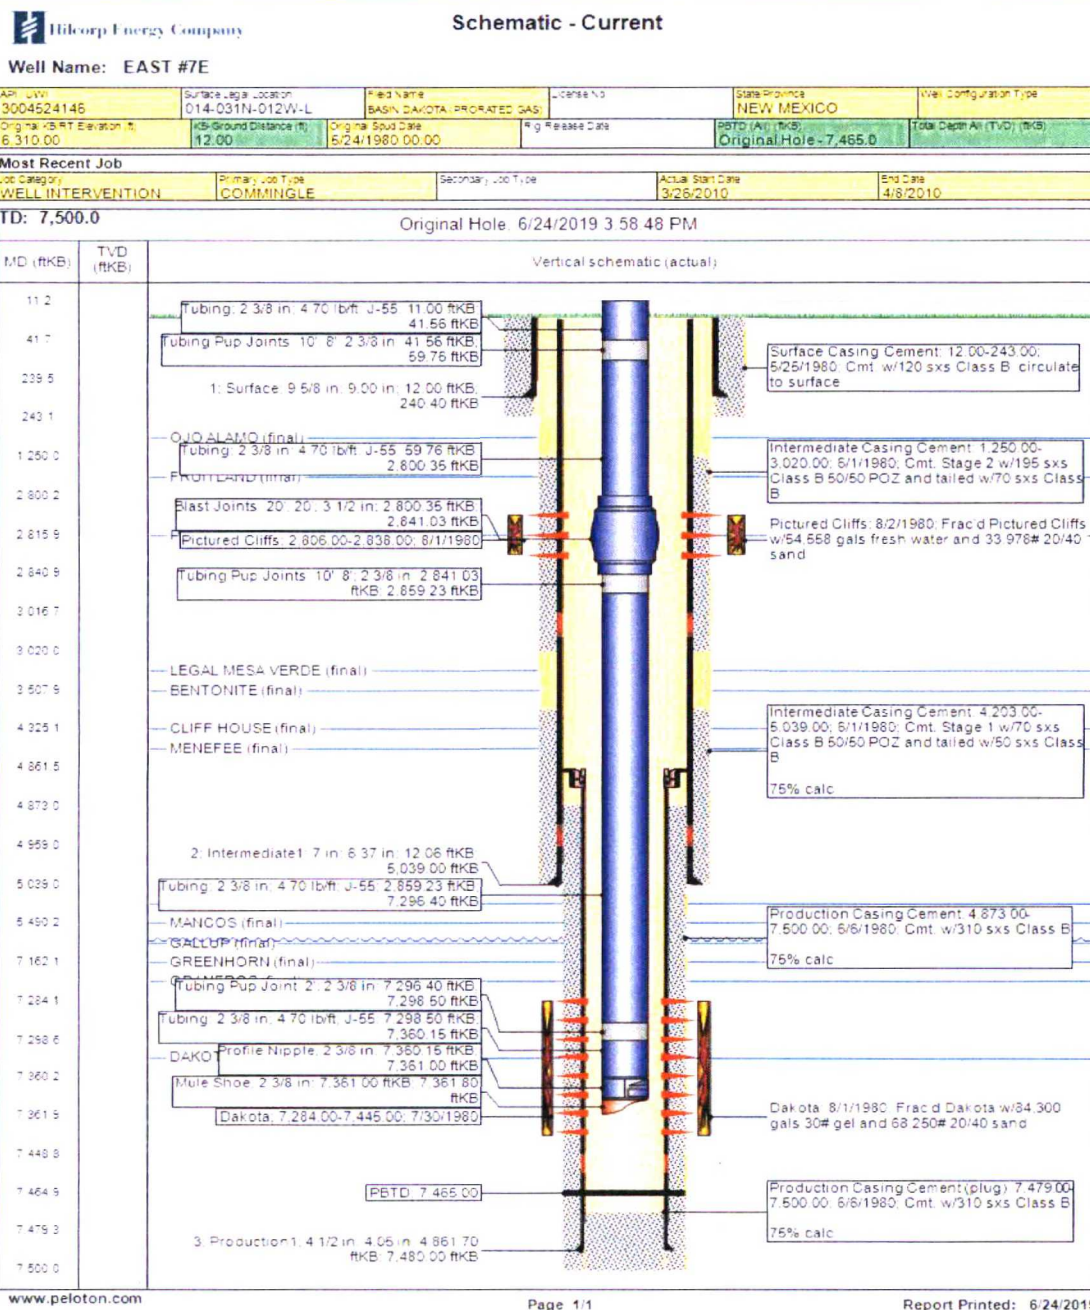 Hilcorp Energy Company
Schematic - Current
Well Name: EAST #7E
API / UWI
3004524146
Surface Legal Location
014-031N-012W-L
Field Name
BASIN DAKOTA (PRORATED GAS)
License No
State/Province
NEW MEXICO
Well Configuration Type
Original KB/RT Elevation (ft)
6,310.00
KB-Ground Distance (ft)
12.00
Original Spud Date
5/24/1980 00:00
Rig Release Date
PBTD (All) (ftKB)
Original Hole - 7,465.0
Total Depth All (TVD) (ftKB)
Most Recent Job
Job Category
WELL INTERVENTION
Primary Job Type
COMMINGLE
Secondary Job Type
Actual Start Date
3/26/2010
End Date
4/8/2010
TD: 7,500.0
Original Hole, 6/24/2019 3:58:48 PM
MD (ftKB)
TVD
(ftKB)
Vertical schematic (actual)
11.2
41.7
239.5
243.1
1,250.0
2,800.2
2,815.9
2,840.9
3,016.7
3,020.0
3,507.9
4,325.1
4,861.5
4,873.0
4,959.0
5,039.0
5,490.2
7,162.1
7,284.1
7,298.6
7,360.2
7,361.9
7,448.8
7,464.9
7,479.3
7,500.0
Tubing; 2 3/8 in; 4.70 lb/ft; J-55; 11.00 ftKB;
41.56 ftKB
Tubing Pup Joints 10' 8'; 2 3/8 in; 41.56 ftKB;
59.76 ftKB
1; Surface; 9 5/8 in; 9.00 in; 12.00 ftKB;
240.40 ftKB
OJO ALAMO (final)
Tubing; 2 3/8 in; 4.70 lb/ft; J-55; 59.76 ftKB;
2,800.35 ftKB
FRUITLAND (final)
Blast Joints 20', 20'; 3 1/2 in; 2,800.35 ftKB;
2,841.03 ftKB
Pictured Cliffs; 2,806.00-2,838.00; 8/1/1980
Tubing Pup Joints 10' 8'; 2 3/8 in; 2,841.03
ftKB; 2,859.23 ftKB
LEGAL MESA VERDE (final)
BENTONITE (final)
CLIFF HOUSE (final)
MENEFEE (final)
2; Intermediate1; 7 in; 6.37 in; 12.06 ftKB;
5,039.00 ftKB
Tubing; 2 3/8 in; 4.70 lb/ft; J-55; 2,859.23 ftKB;
7,296.40 ftKB
MANCOS (final)
GALLUP (final)
GREENHORN (final)
Tubing Pup Joint 2'; 2 3/8 in; 7,296.40 ftKB;
7,298.50 ftKB
Tubing; 2 3/8 in; 4.70 lb/ft; J-55; 7,298.50 ftKB;
7,360.15 ftKB
Profile Nipple; 2 3/8 in; 7,360.15 ftKB;
7,361.00 ftKB
Mule Shoe; 2 3/8 in; 7,361.00 ftKB; 7,361.80
ftKB
Dakota; 7,284.00-7,445.00; 7/30/1980
PBTD; 7,465.00
3; Production1; 4 1/2 in; 4.05 in; 4,861.70
ftKB; 7,480.00 ftKB
Surface Casing Cement; 12.00-243.00;
5/25/1980; Cmt. w/120 sxs Class B circulate
to surface
Intermediate Casing Cement; 1,250.00-
3,020.00; 6/1/1980; Cmt. Stage 2 w/195 sxs
Class B 50/50 POZ and tailed w/70 sxs Class
B
Pictured Cliffs; 8/2/1980; Frac'd Pictured Cliffs
w/54,558 gals fresh water and 33,978# 20/40
sand
Intermediate Casing Cement; 4,203.00-
5,039.00; 6/1/1980; Cmt. Stage 1 w/70 sxs
Class B 50/50 POZ and tailed w/50 sxs Class
B
75% calc
Production Casing Cement; 4,873.00-
7,500.00; 6/6/1980; Cmt. w/310 sxs Class B
75% calc
Dakota; 8/1/1980; Frac'd Dakota w/84,300
gals 30# gel and 68,250# 20/40 sand
Production Casing Cement (plug); 7,479.00-
7,500.00; 6/6/1980; Cmt. w/310 sxs Class B
75% calc
www.peloton.com
Page 1/1
Report Printed: 6/24/201